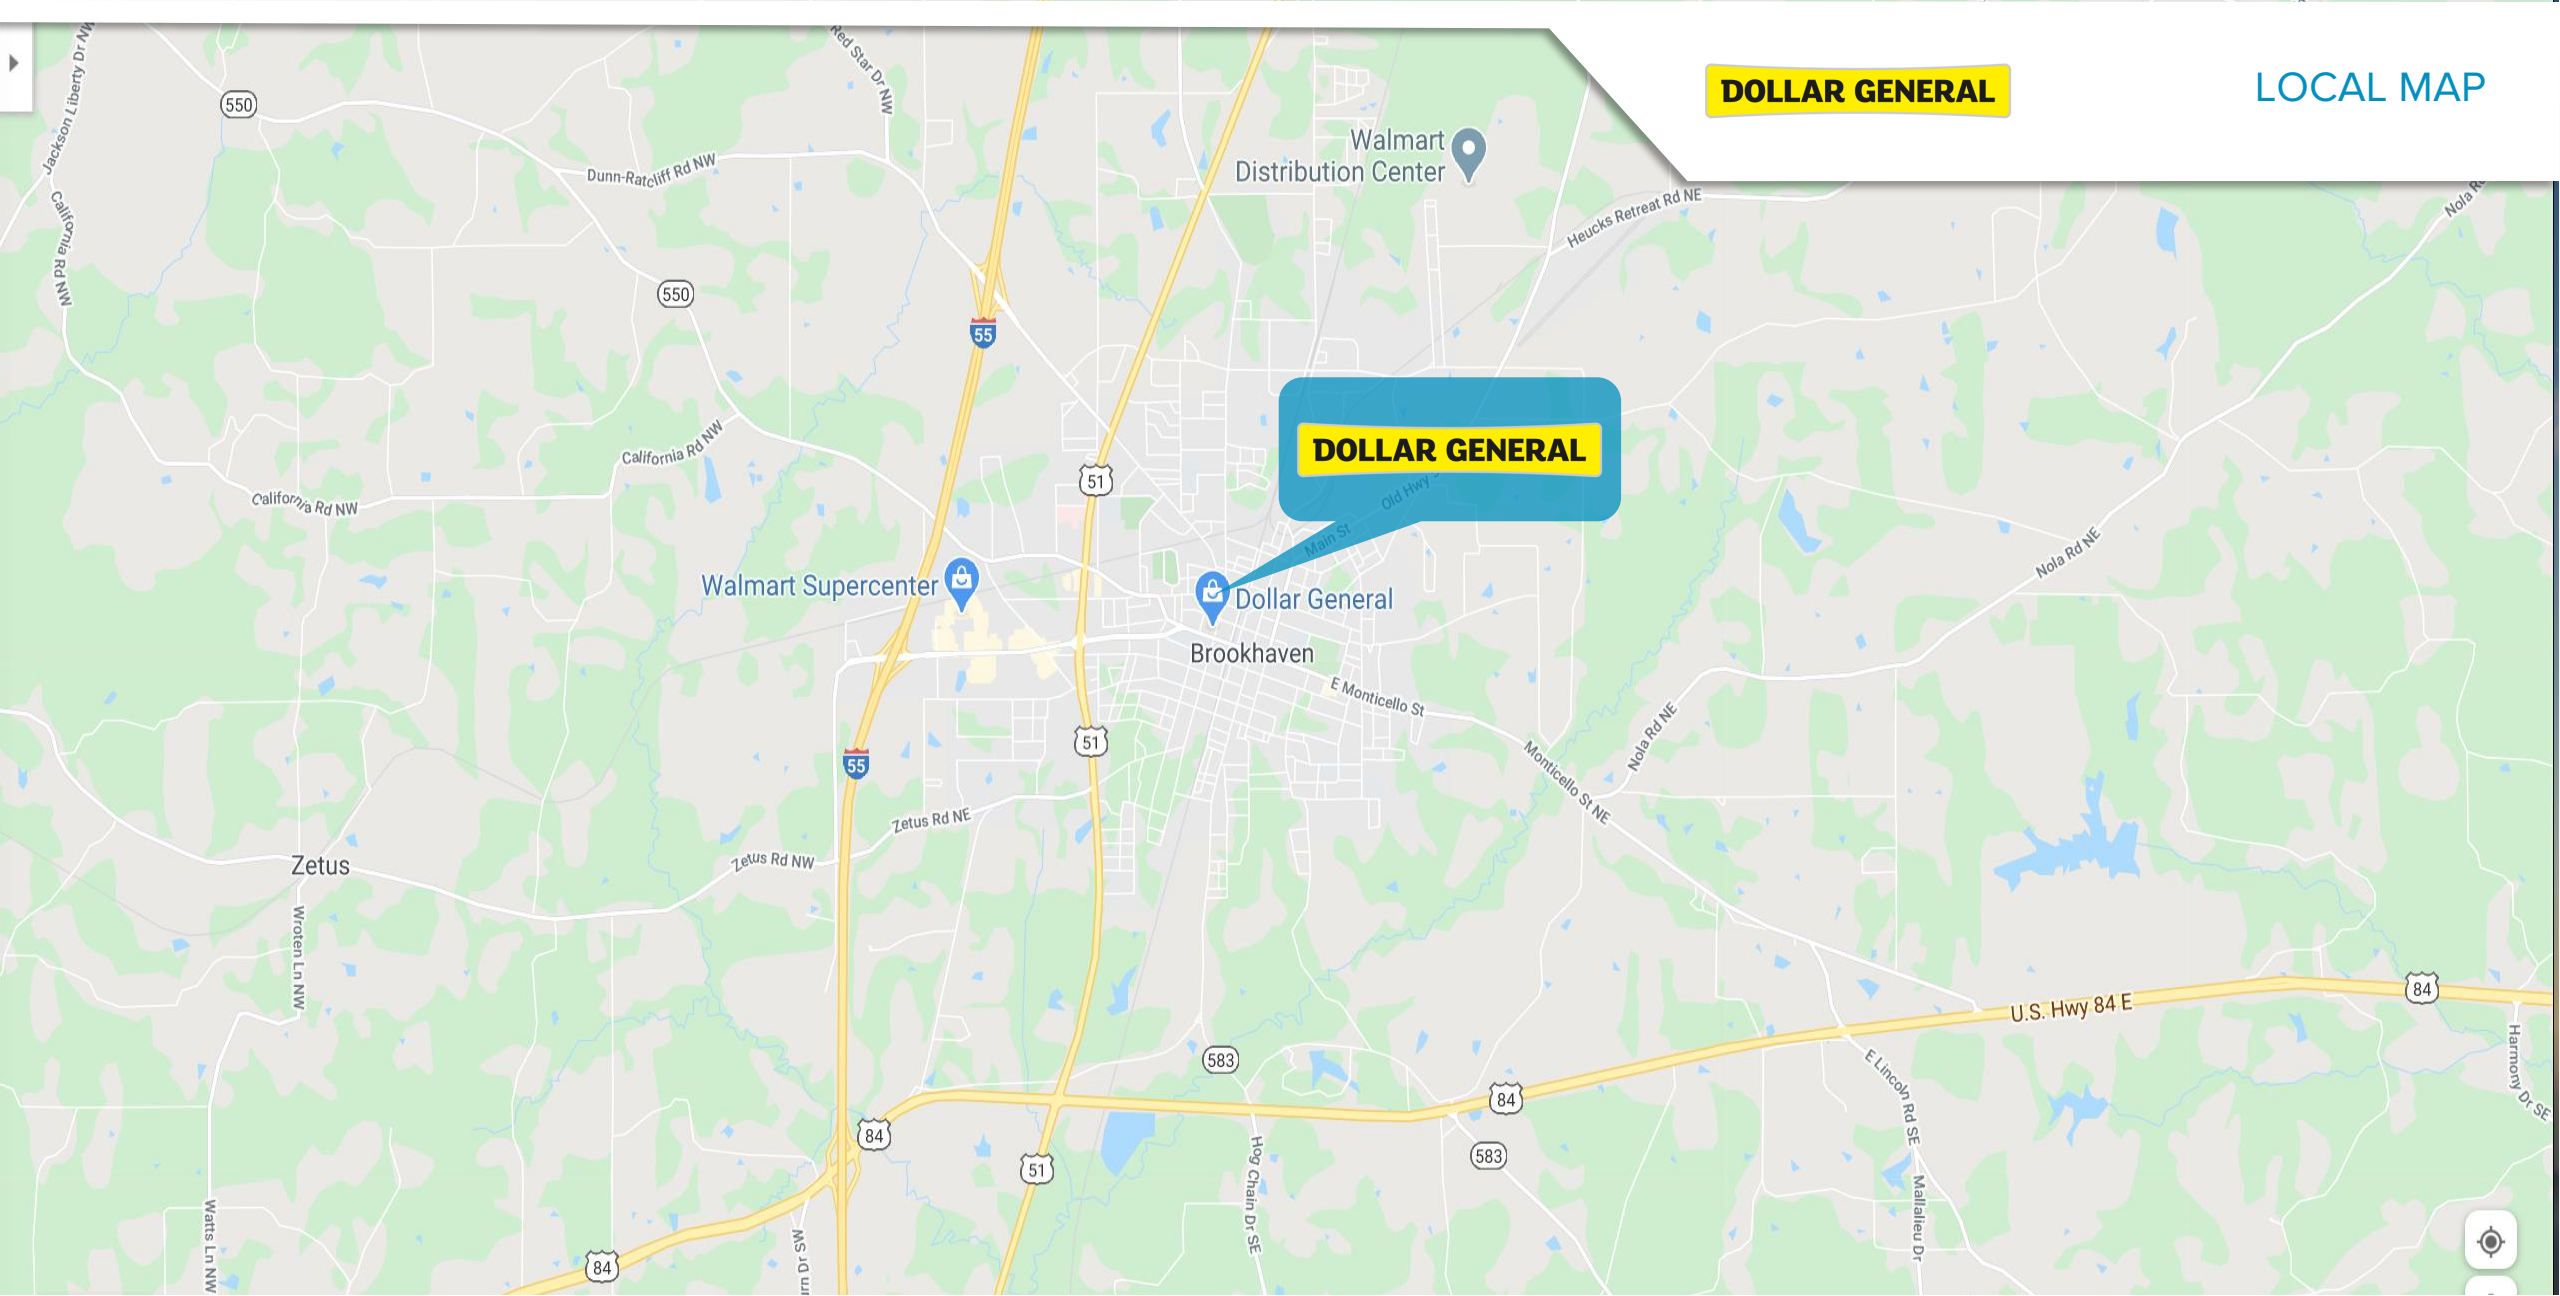 DOLLAR GENERAL
LOCAL MAP
Jackson Liberty Dr NW
Red Star Dr NW
550
Walmart
Distribution Center
Dunn-Ratcliff Rd NW
Heucks Retreat Rd NE
California Rd NW
550
55
DOLLAR GENERAL
California Rd NW
California Rd NW
51
Old Hwy
Main St
Nola Rd NE
Walmart Supercenter
Dollar General
Brookhaven
E Monticello St
51
Nola Rd NE
55
Monticello St NE
Zetus Rd NE
Zetus Rd NW
Zetus
Wroten Ln NW
84
U.S. Hwy 84 E
583
84
E Lincoln Rd SE
Harmony Dr SE
84
51
583
Hog Chain Dr SE
Mallalieu Dr
Watts Ln NW
84